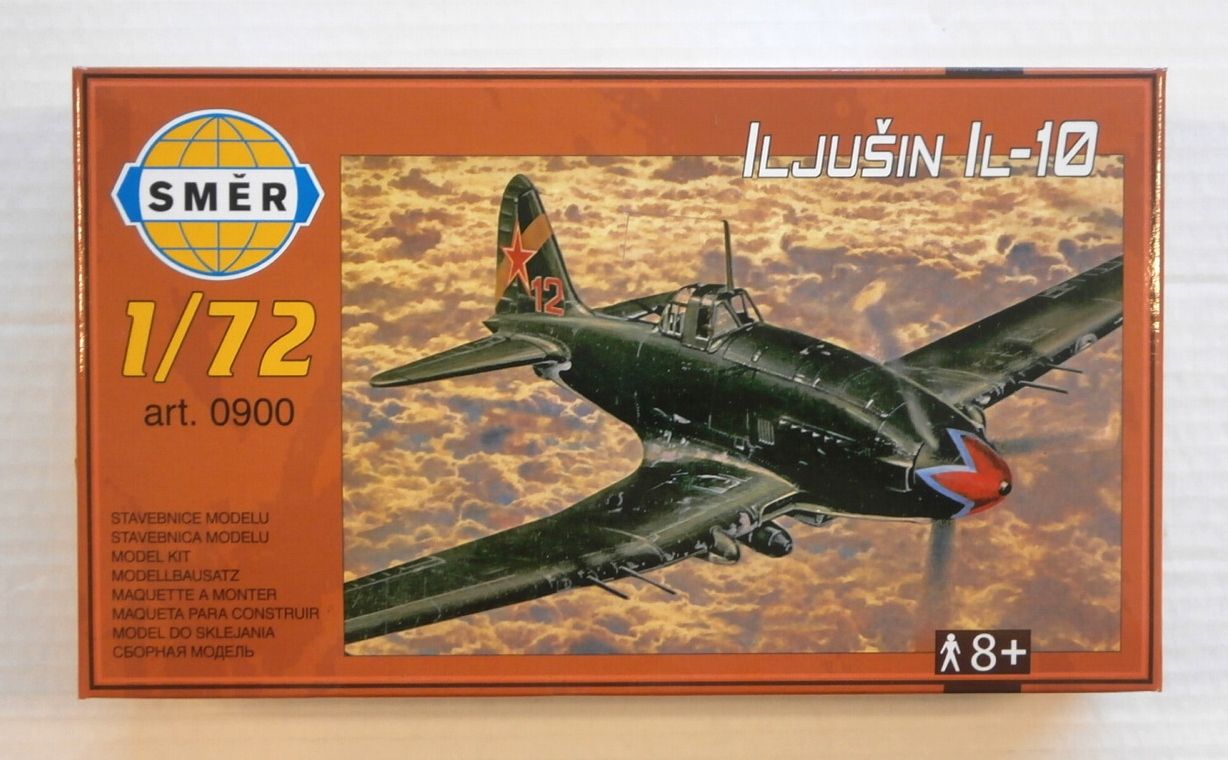 SMĚR
1/72
art. 0900
ILJUŠIN IL-10
12
STAVEBNICE MODELU
STAVEBNICA MODELU
MODEL KIT
MODELLBAUSATZ
MAQUETTE A MONTER
MAQUETA PARA CONSTRUIR
MODEL DO SKLEJANIA
СБОРНАЯ МОДЕЛЬ
8+